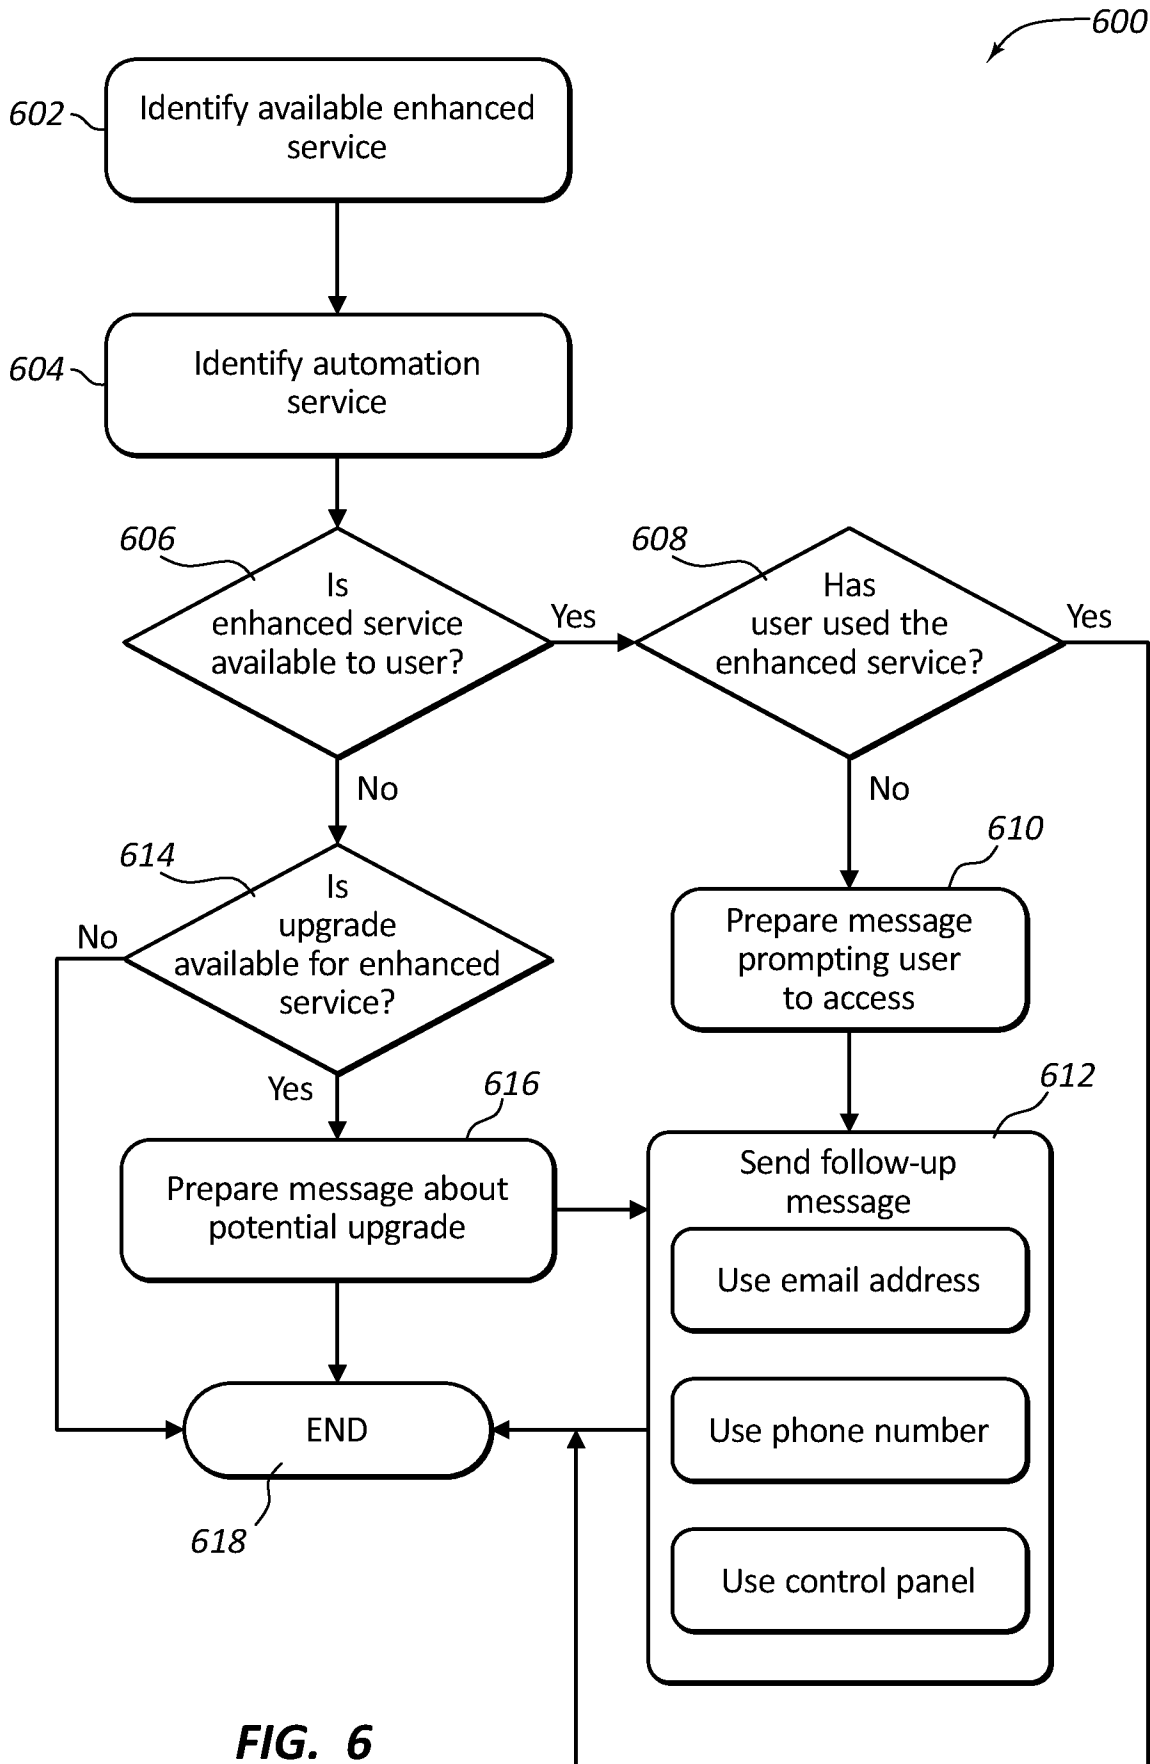 600
602
Identify available enhanced
service
604
Identify automation
service
606
Is
enhanced service
available to user?
Yes
608
Has
user used the
enhanced service?
Yes
No
No
614
Is
upgrade
available for enhanced
service?
No
Yes
610
Prepare message
prompting user
to access
616
Prepare message about
potential upgrade
612
Send follow-up
message
Use email address
Use phone number
Use control panel
END
618
FIG. 6